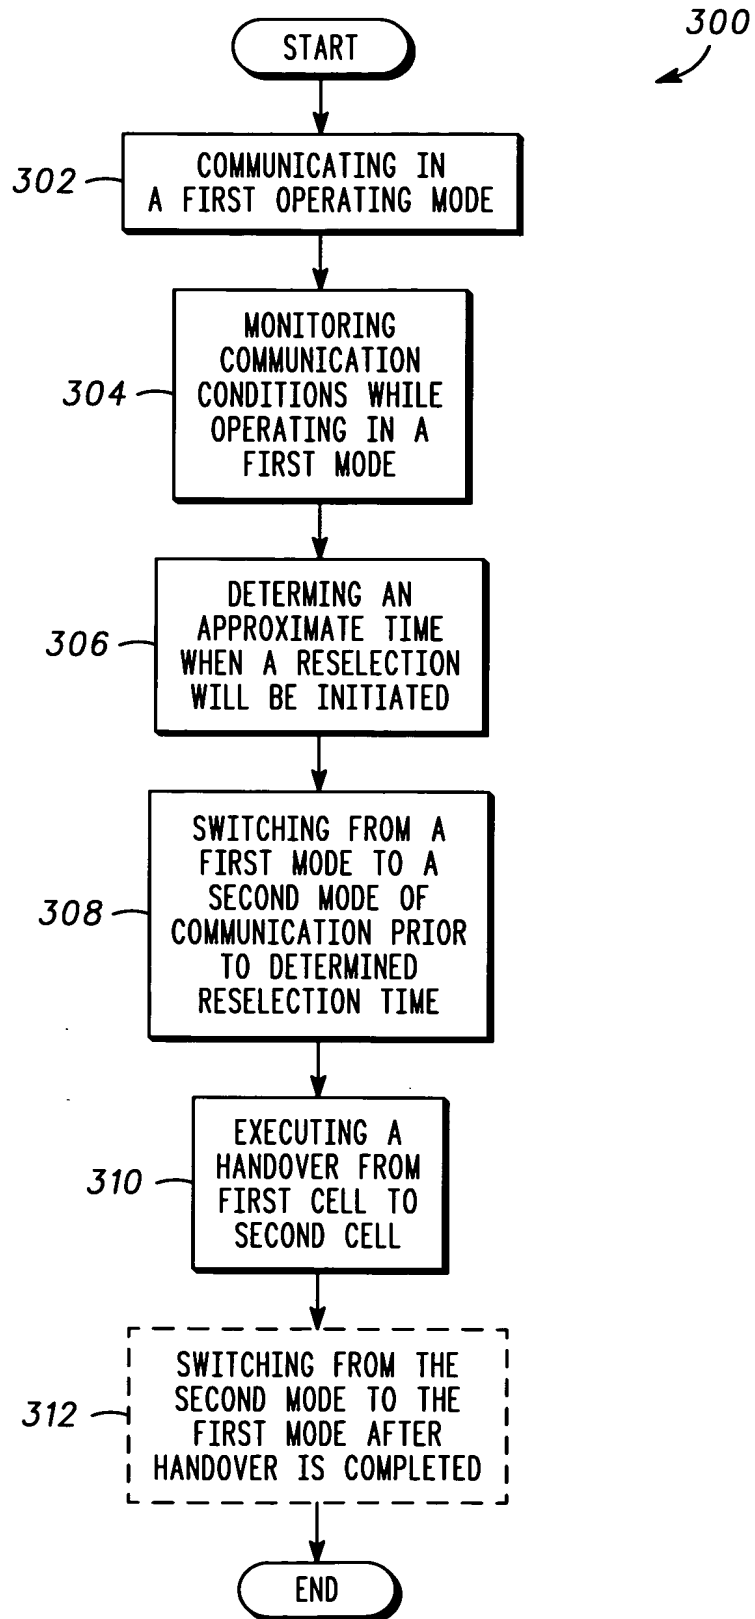 300
START
302
COMMUNICATING IN
A FIRST OPERATING MODE
304
MONITORING
COMMUNICATION
CONDITIONS WHILE
OPERATING IN A
FIRST MODE
306
DETERMING AN
APPROXIMATE TIME
WHEN A RESELECTION
WILL BE INITIATED
308
SWITCHING FROM A
FIRST MODE TO A
SECOND MODE OF
COMMUNICATION PRIOR
TO DETERMINED
RESELECTION TIME
310
EXECUTING A
HANDOVER FROM
FIRST CELL TO
SECOND CELL
312
SWITCHING FROM THE
SECOND MODE TO THE
FIRST MODE AFTER
HANDOVER IS COMPLETED
END